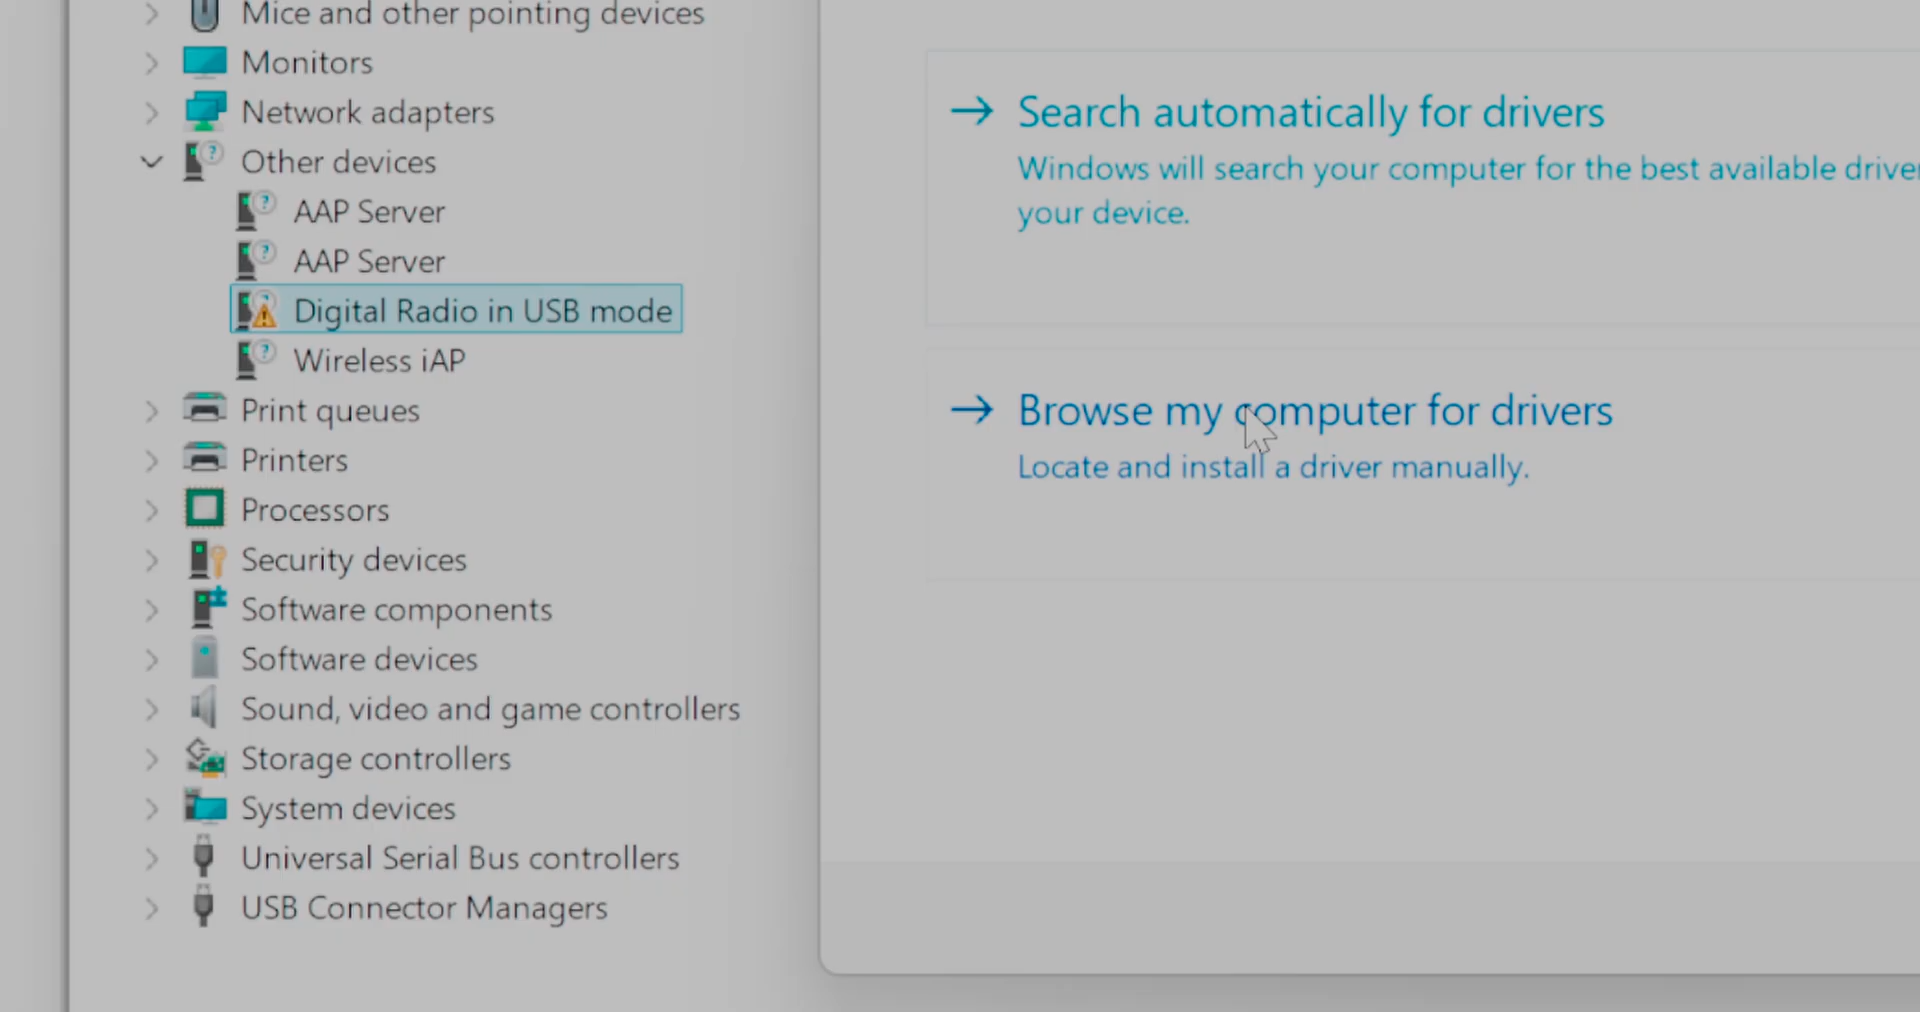 Mice and other pointing devices
Monitors
Network adapters
Other devices
AAP Server
AAP Server
Digital Radio in USB mode
Wireless iAP
Print queues
Printers
Processors
Security devices
Software components
Software devices
Sound, video and game controllers
Storage controllers
System devices
Universal Serial Bus controllers
USB Connector Managers
Search automatically for drivers
Windows will search your computer for the best available driver
your device.
Browse my computer for drivers
Locate and install a driver manually.